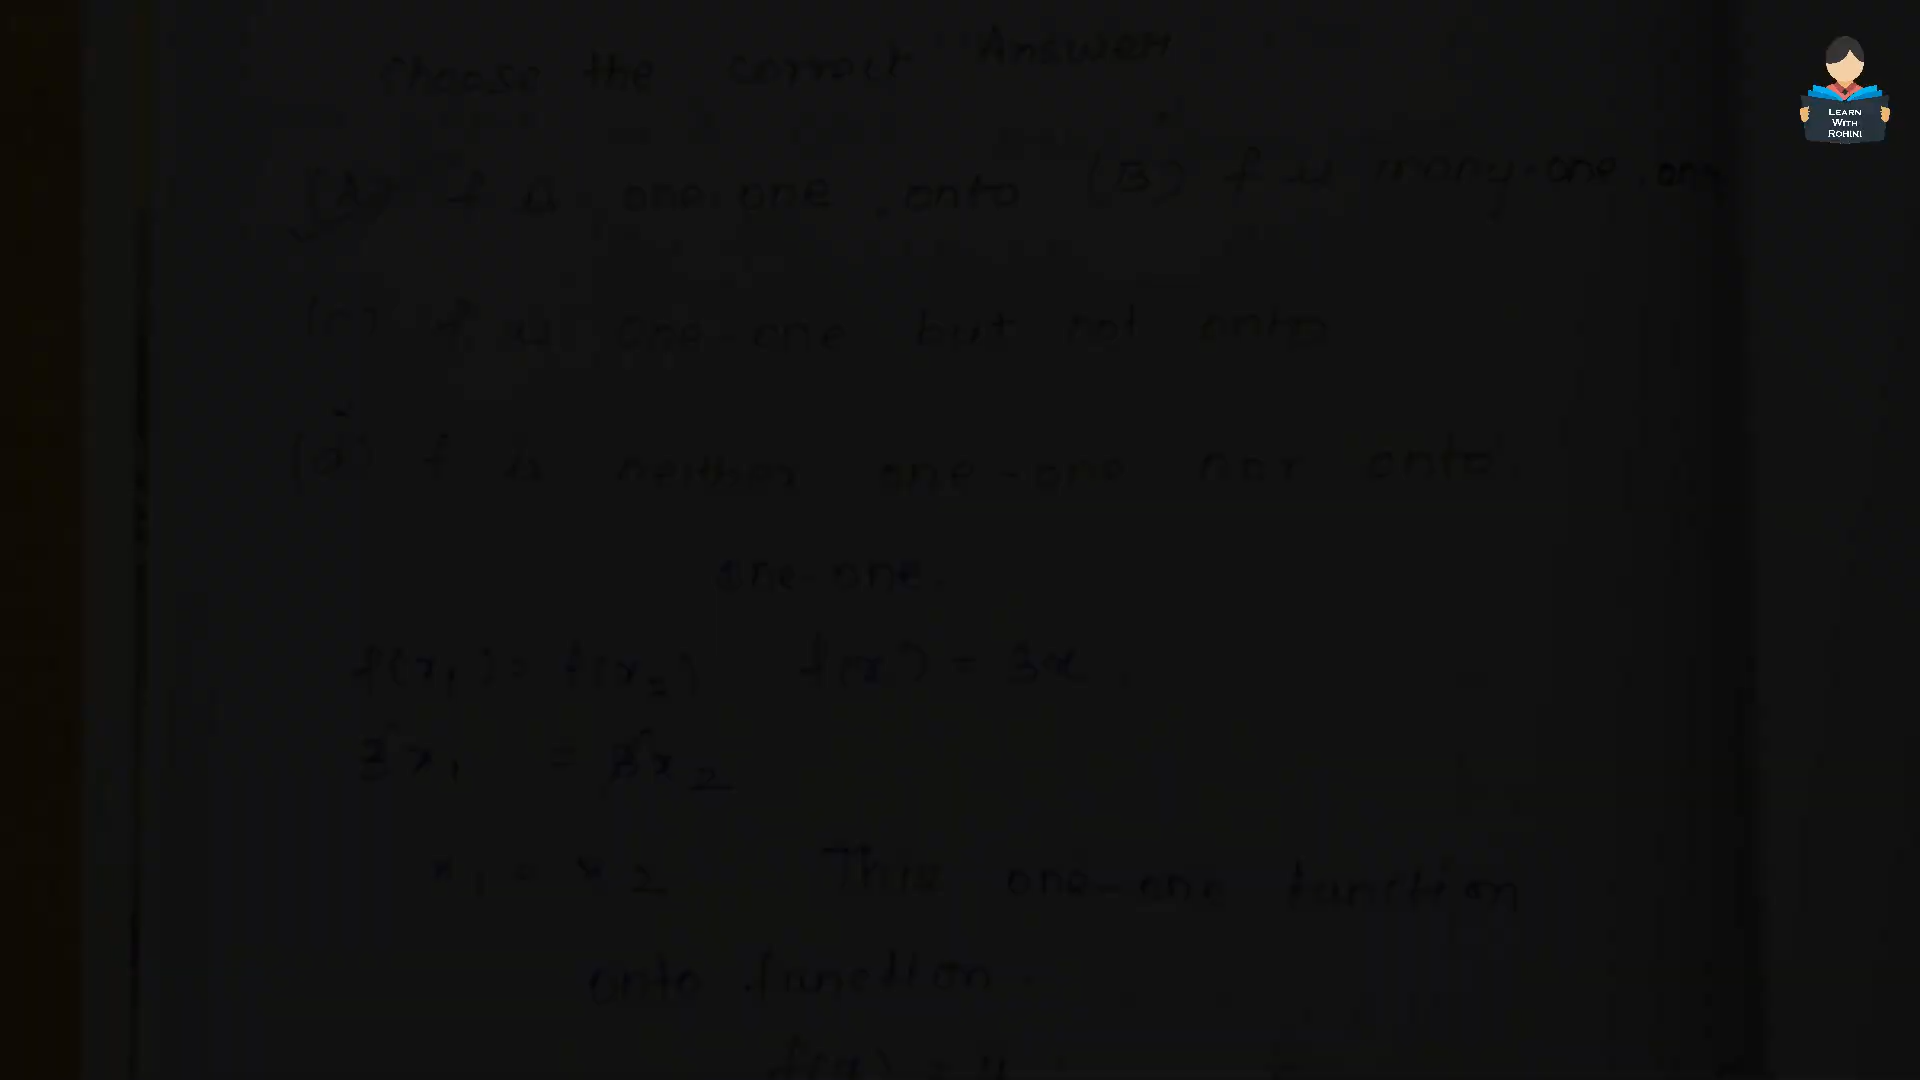 Choose the correct Answer
(A) f is one-one onto (B) f is many-one, on
(C) f is one-one but not onto
(D) f is neither one-one nor onto.
one-one.
f(x₁) = f(x₂) f(x) = 3x
3x₁ = 3x₂
x₁ = x₂ This one-one function
onto function.
f(x) = y
LEARN
WITH
ROHINI